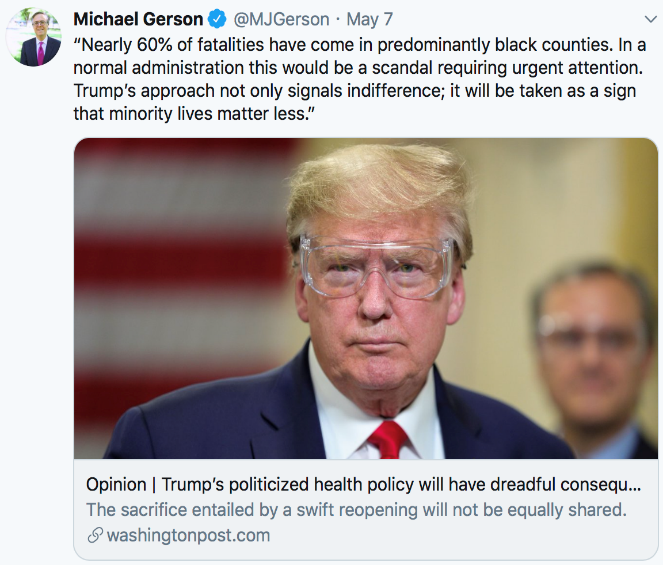 Michael Gerson @MJGerson · May 7
“Nearly 60% of fatalities have come in predominantly black counties. In a
normal administration this would be a scandal requiring urgent attention.
Trump’s approach not only signals indifference; it will be taken as a sign
that minority lives matter less.”
Opinion | Trump’s politicized health policy will have dreadful consequ...
The sacrifice entailed by a swift reopening will not be equally shared.
washingtonpost.com